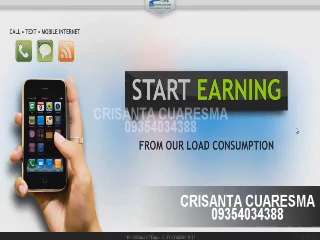 CALL • TEXT • MOBILE INTERNET
START EARNING
CRISANTA CUARESMA
09354034388
FROM OUR LOAD CONSUMPTION
CRISANTA CUARESMA
09354034388